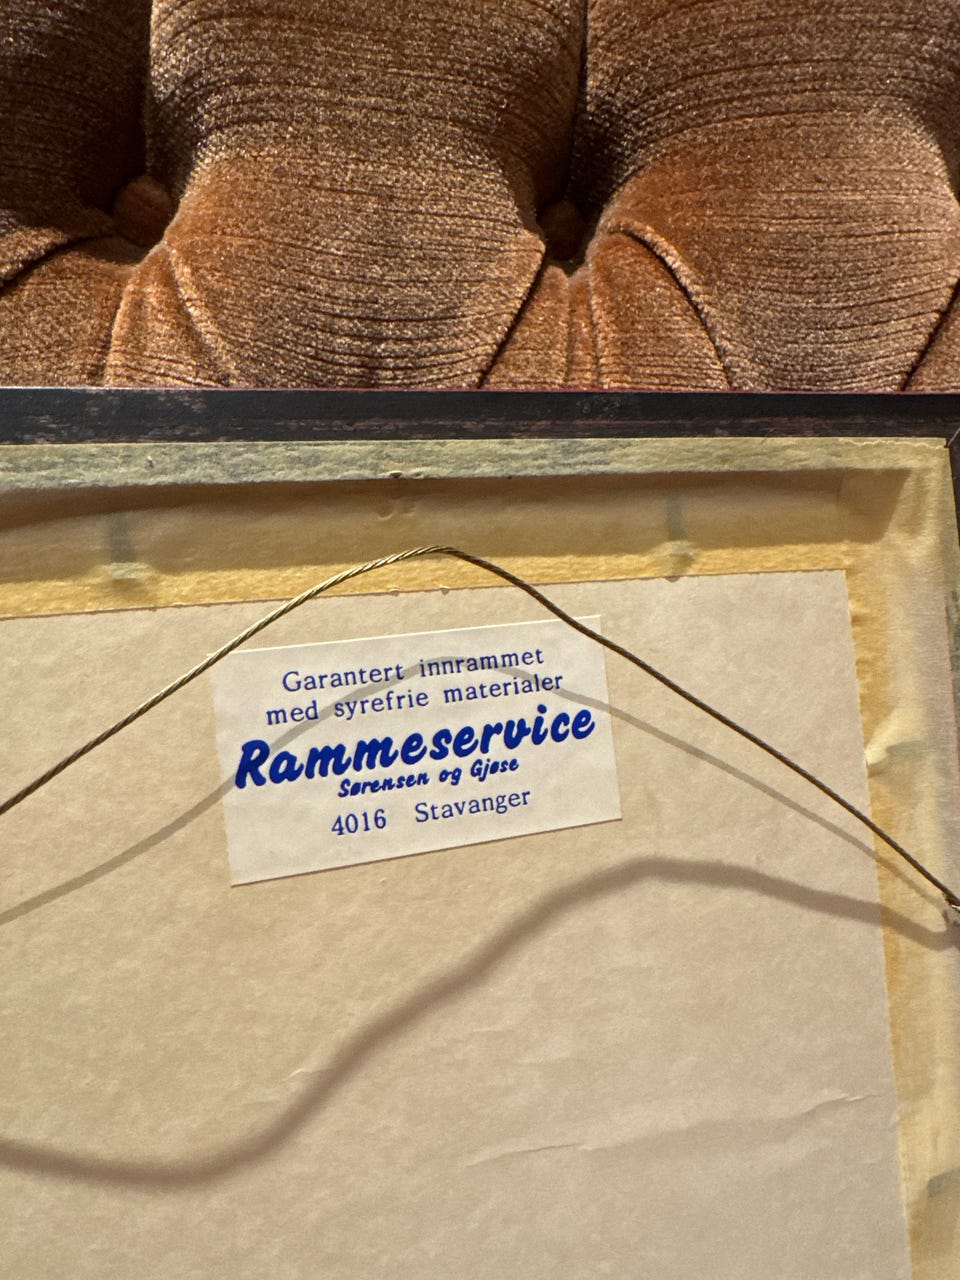 Garantert innrammet
med syrefrie materialer
Rammeservice
Sørensen og Gjøse
4016 Stavanger